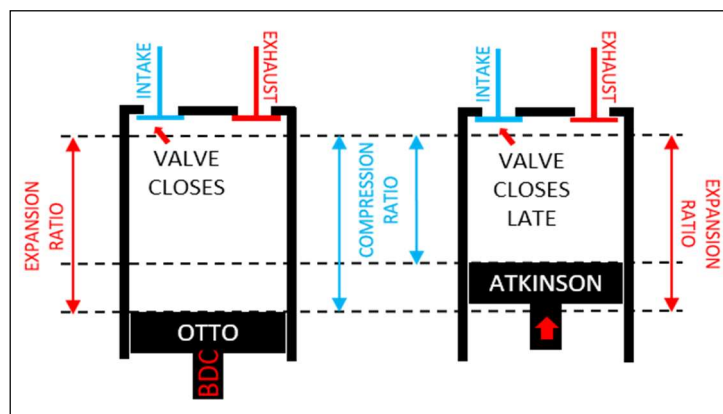 INTAKE
EXHAUST
VALVE
CLOSES
EXPANSION
RATIO
OTTO
BDC
COMPRESSION
RATIO
INTAKE
EXHAUST
VALVE
CLOSES
LATE
ATKINSON
EXPANSION
RATIO